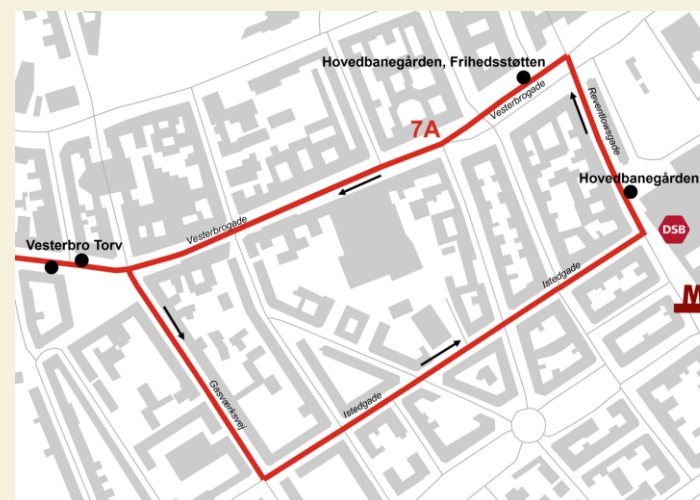 Hovedbanegården, Frihedsstøtten
Vesterbrogade
7A
Reventlowsgade
Hovedbanegården
DSB
Vesterbrogade
Vesterbro Torv
Istedgade
M
Gasværksvej
Istedgade